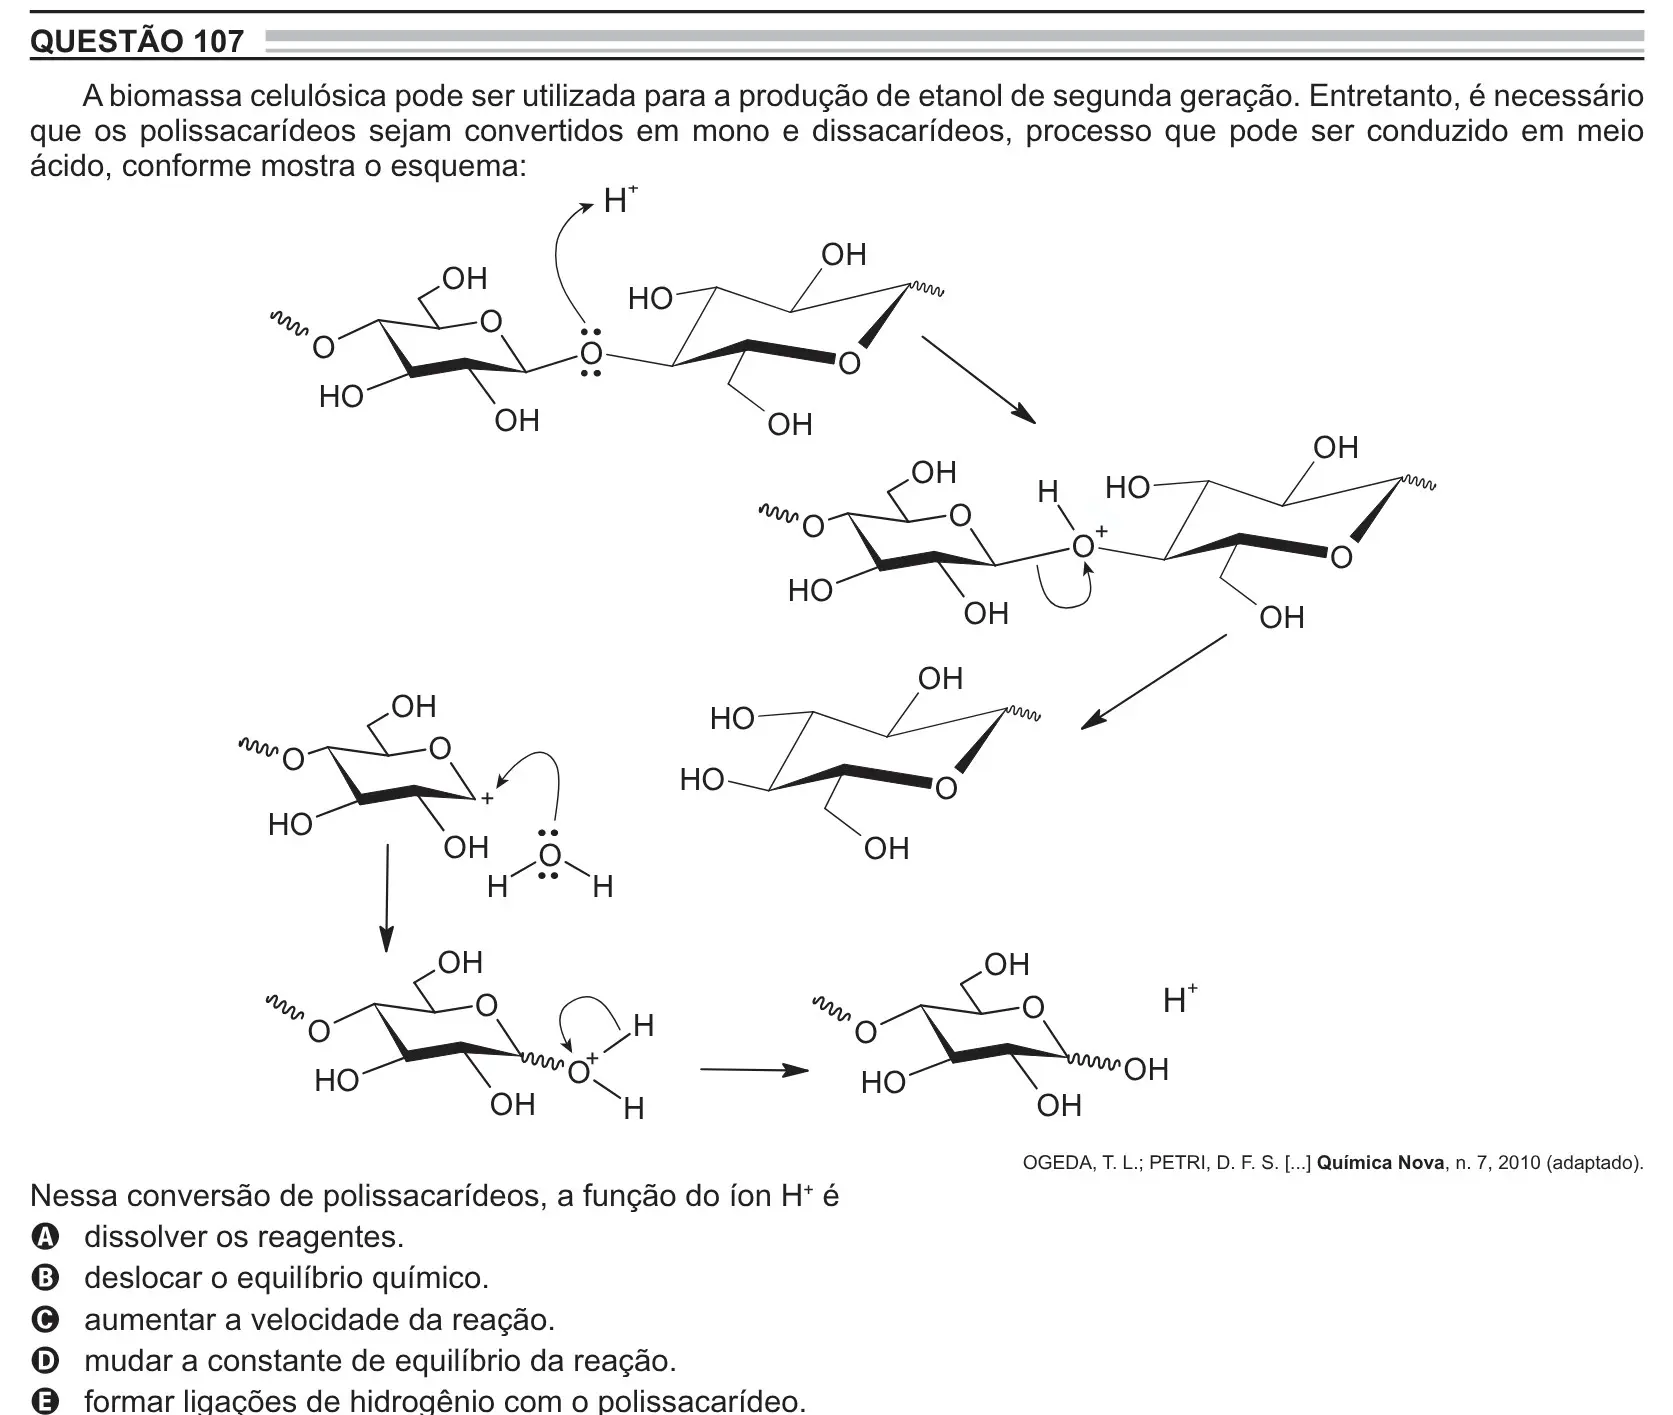 QUESTÃO 107
A biomassa celulósica pode ser utilizada para a produção de etanol de segunda geração. Entretanto, é necessário
que os polissacarídeos sejam convertidos em mono e dissacarídeos, processo que pode ser conduzido em meio
ácido, conforme mostra o esquema:
H⁺
OH
OH
HO
O
O
O
O
HO
OH
OH
OH
OH
H
HO
O
O
O⁺
O
HO
OH
OH
OH
OH
HO
O
O
+
HO
O
HO
OH
OH
O
H
H
OH
OH
H⁺
O
O
H
O
O
O⁺
HO
OH
H
HO
OH
OH
OGEDA, T. L.; PETRI, D. F. S. [...] Química Nova, n. 7, 2010 (adaptado).
Nessa conversão de polissacarídeos, a função do íon H⁺ é
A dissolver os reagentes.
B deslocar o equilíbrio químico.
C aumentar a velocidade da reação.
D mudar a constante de equilíbrio da reação.
E formar ligações de hidrogênio com o polissacarídeo.